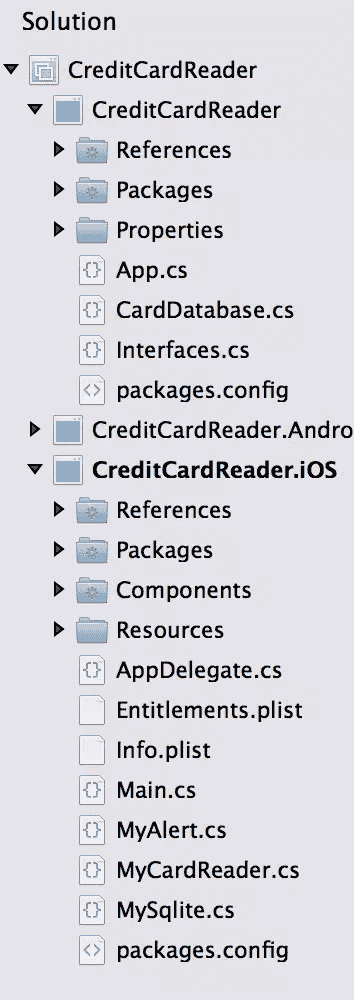 Solution
CreditCardReader
CreditCardReader
References
Packages
Properties
App.cs
CardDatabase.cs
Interfaces.cs
packages.config
CreditCardReader.Andro
CreditCardReader.iOS
References
Packages
Components
Resources
AppDelegate.cs
Entitlements.plist
Info.plist
Main.cs
MyAlert.cs
MyCardReader.cs
MySqlite.cs
packages.config